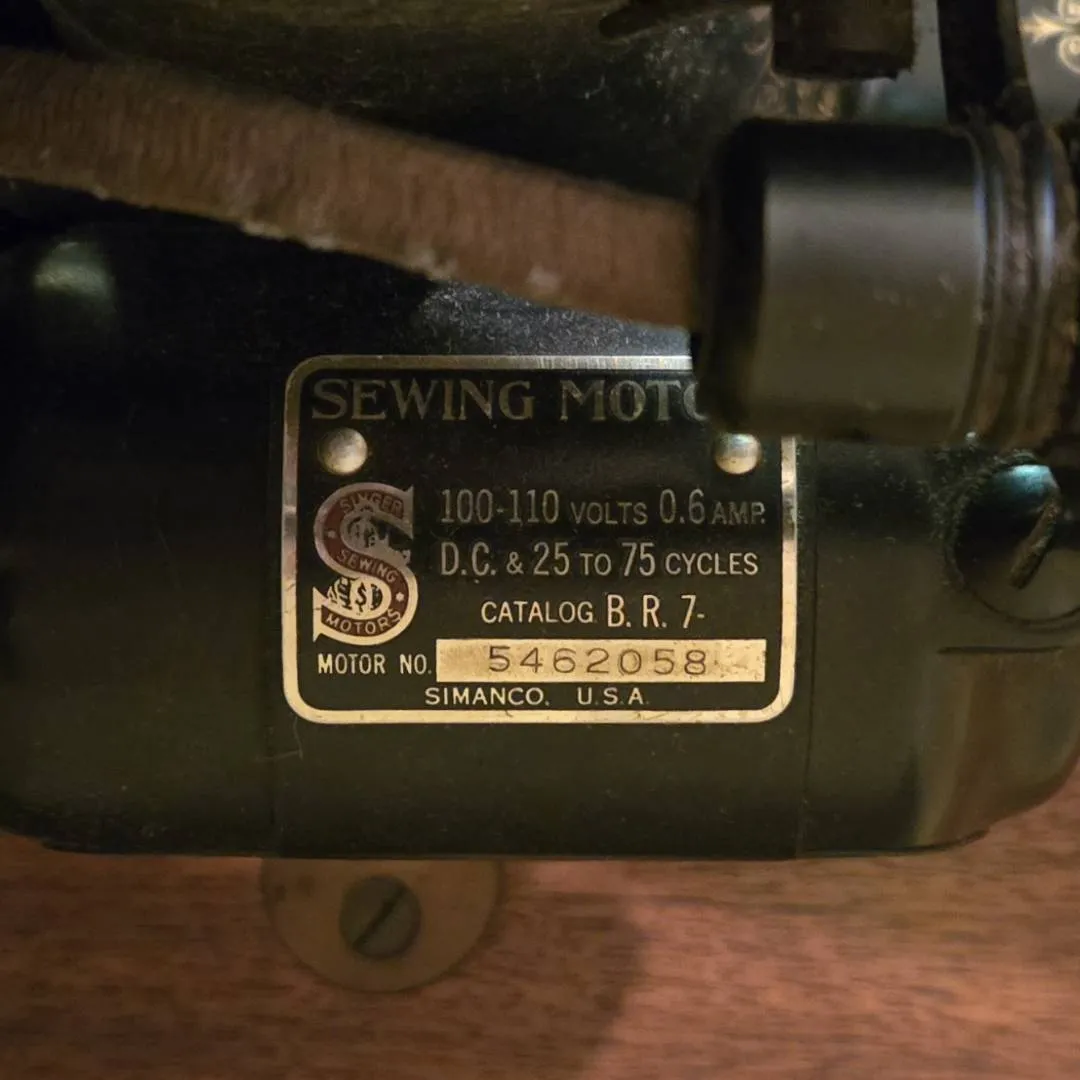 SEWING MOTO
SINGER
SEWING
MOTORS
100-110 VOLTS 0.6 AMP.
D.C. & 25 TO 75 CYCLES
CATALOG B. R. 7-
MOTOR NO. 5462058
SIMANCO. U.S.A.